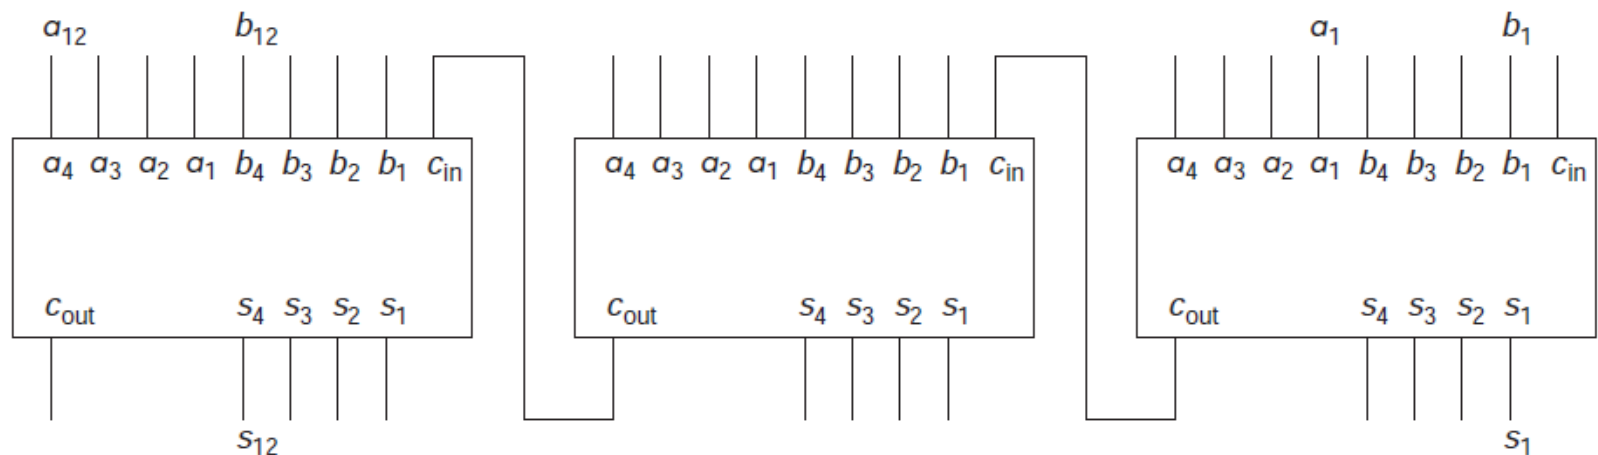 a12 b12 a1 b1
a4 a3 a2 a1 b4 b3 b2 b1 cin a4 a3 a2 a1 b4 b3 b2 b1 cin a4 a3 a2 a1 b4 b3 b2 b1 cin
cout s4 s3 s2 s1 cout s4 s3 s2 s1 cout s4 s3 s2 s1
s12 s1